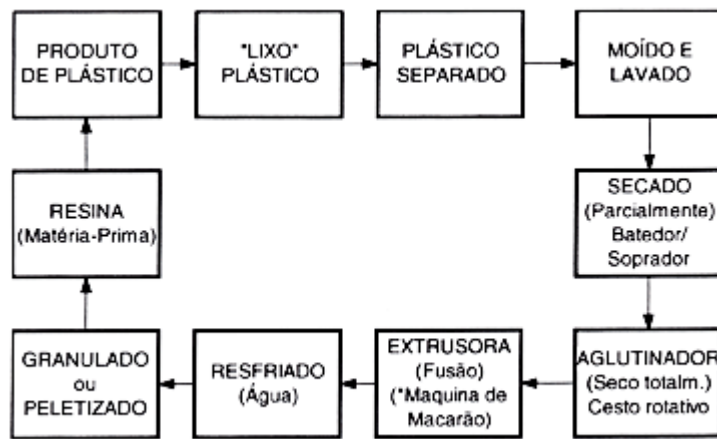 PRODUTO
DE PLÁSTICO
"LIXO"
PLÁSTICO
PLÁSTICO
SEPARADO
MOÍDO E
LAVADO
RESINA
(Matéria-Prima)
SECADO
(Parcialmente)
Batedor/
Soprador
GRANULADO
ou
PELETIZADO
RESFRIADO
(Água)
EXTRUSORA
(Fusão)
("Maquina de
Macarão)
AGLUTINADOR
(Seco totalm.)
Cesto rotativo